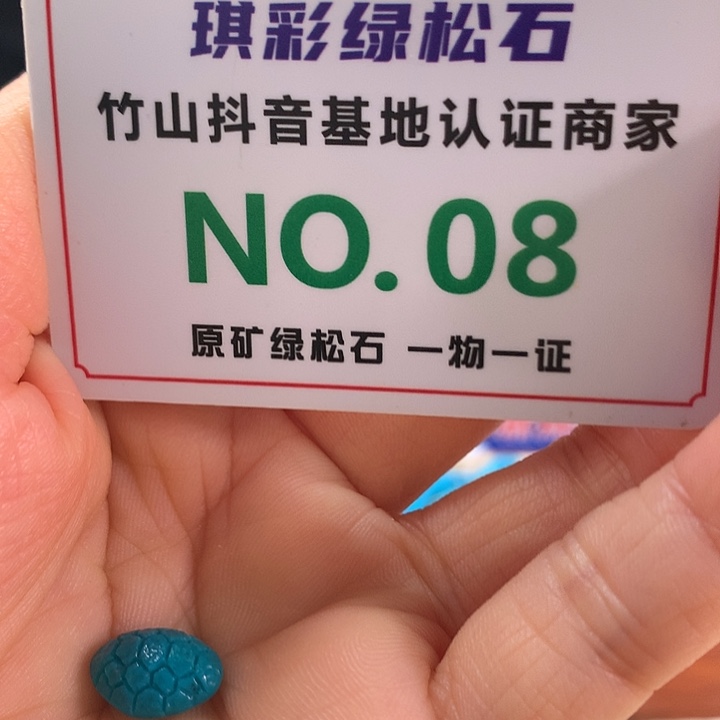 琪彩绿松石
竹山抖音基地认证商家
NO.08
原矿绿松石 一物一证